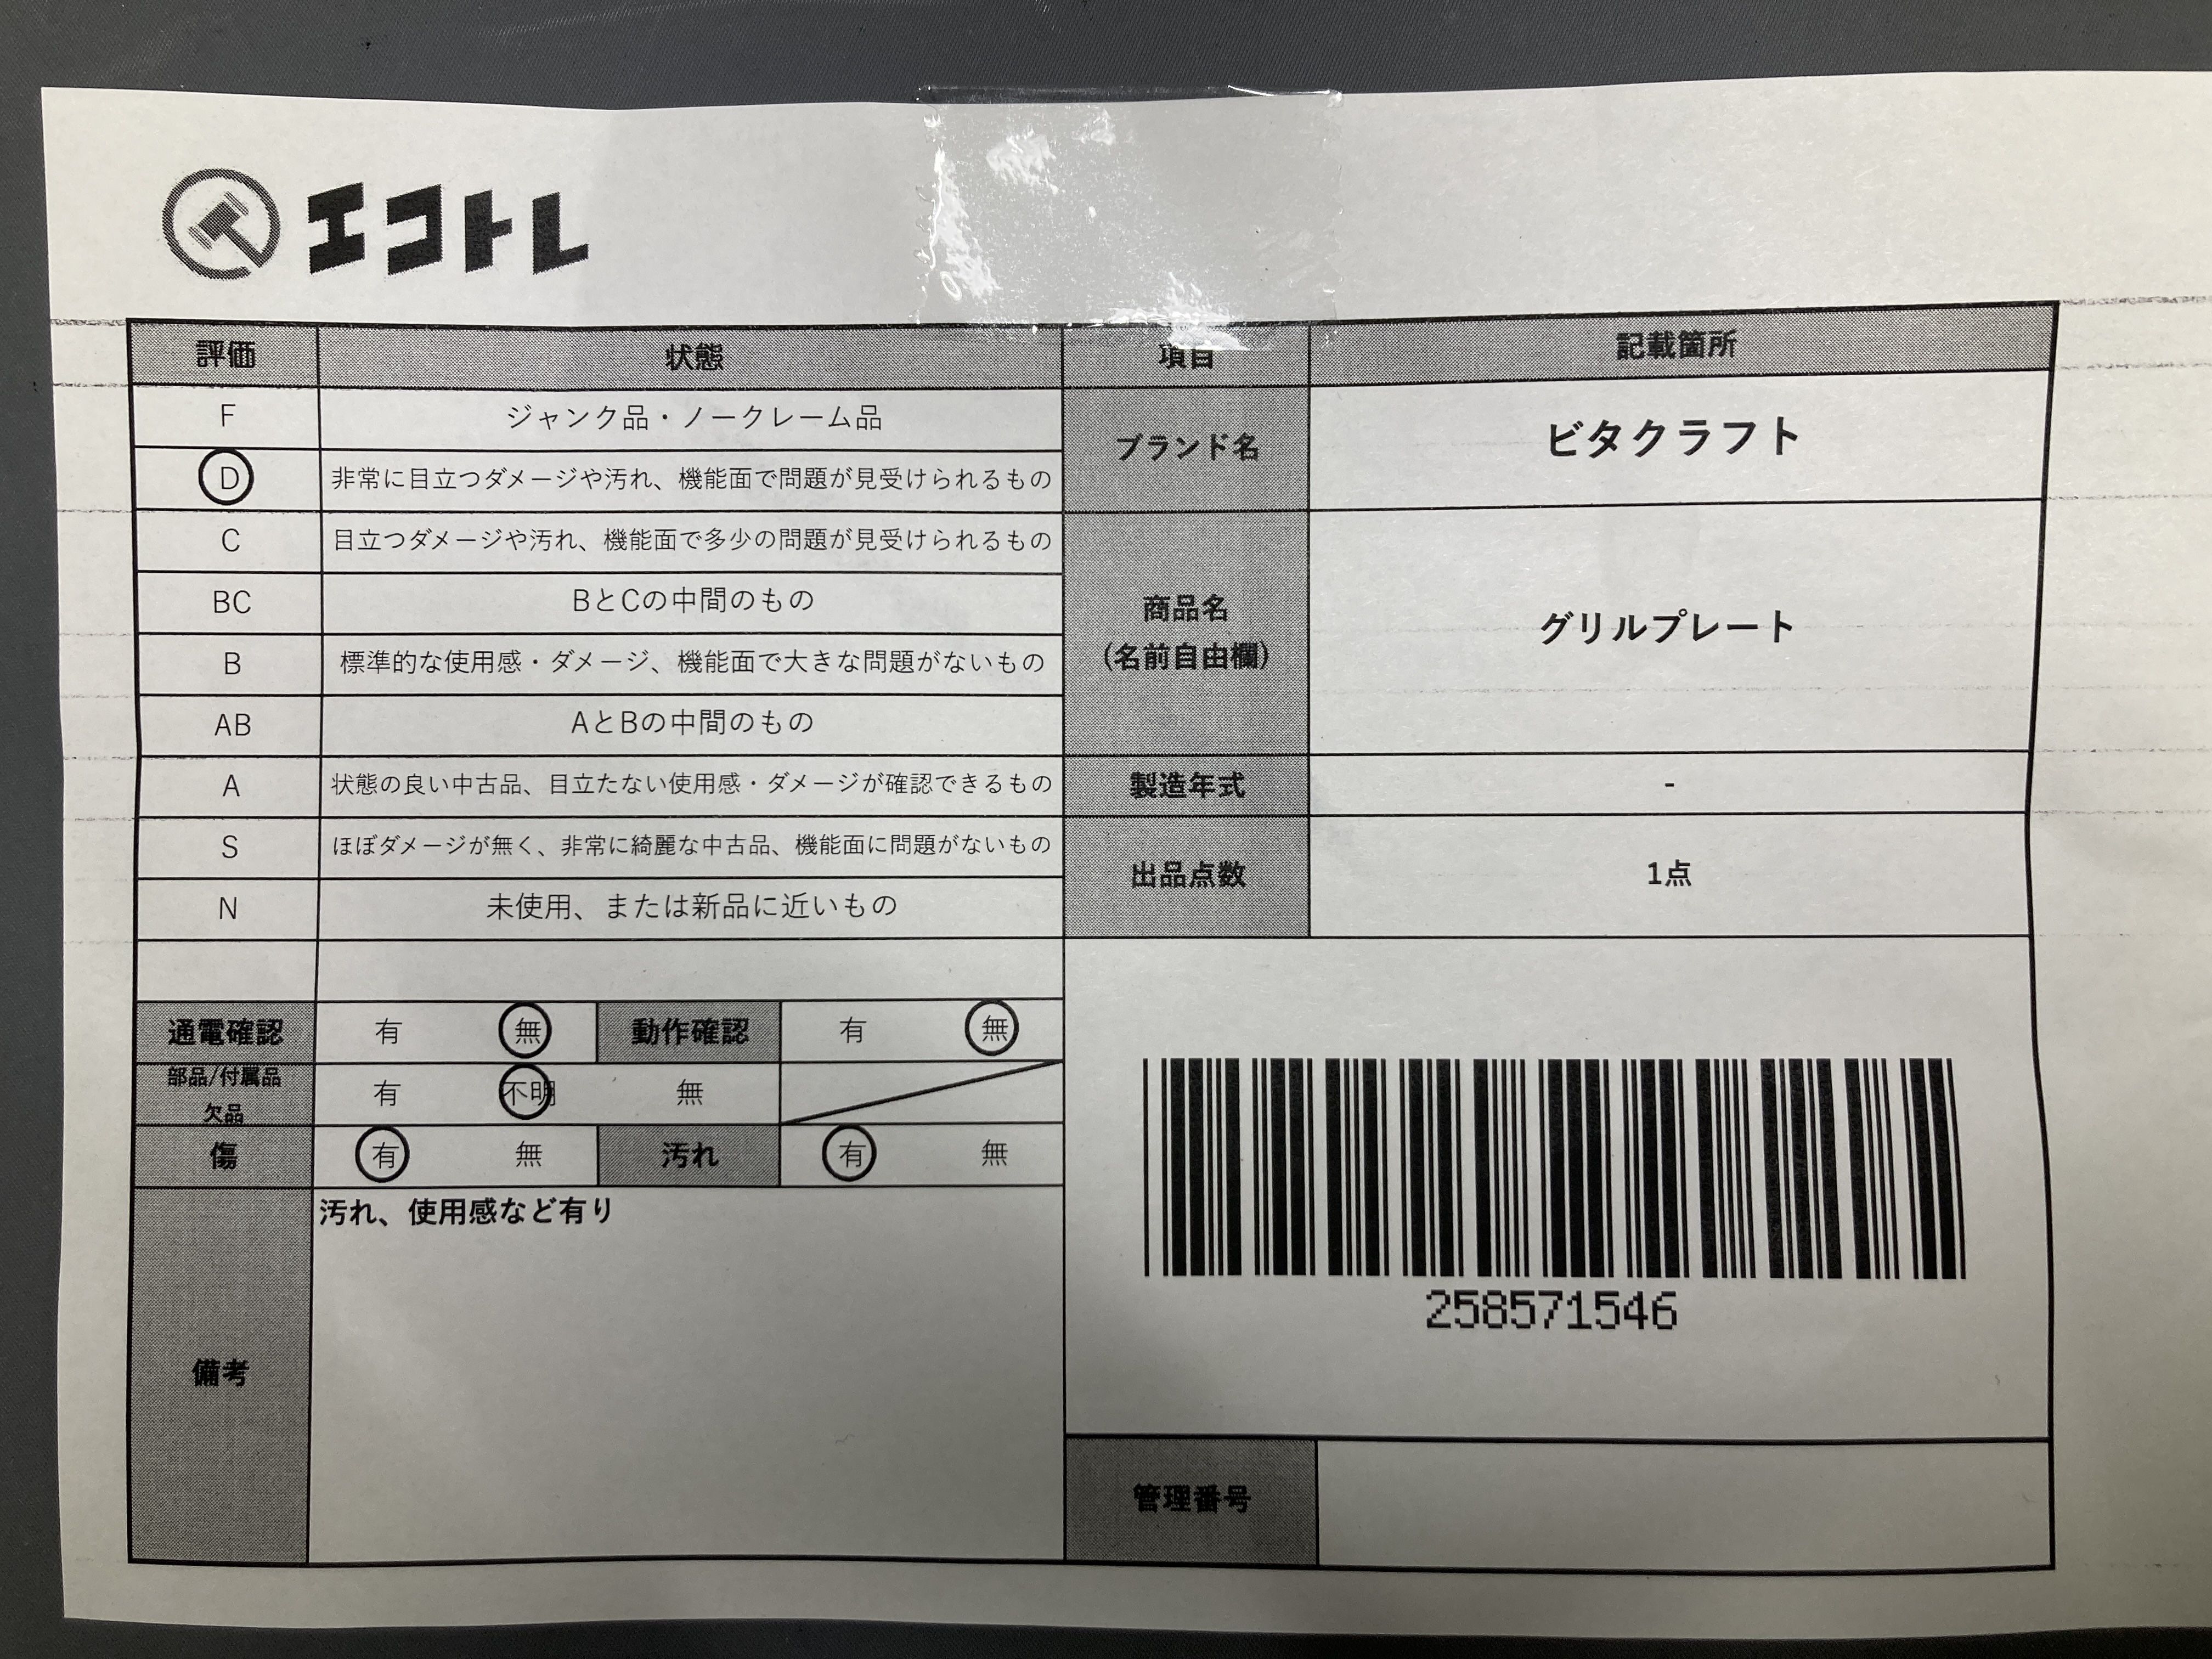 エコトレ
評価 状態 項目 記載箇所
F ジャンク品・ノークレーム品
D 非常に目立つダメージや汚れ、機能面で問題が見受けられるもの
C 目立つダメージや汚れ、機能面で多少の問題が見受けられるもの
BC BとCの中間のもの
B 標準的な使用感・ダメージ、機能面で大きな問題がないもの
AB AとBの中間のもの
A 状態の良い中古品、目立たない使用感・ダメージが確認できるもの
S ほぼダメージが無く、非常に綺麗な中古品、機能面に問題がないもの
N 未使用、または新品に近いもの
ブランド名 ビタクラフト
商品名
(名前自由欄)
グリルプレート
製造年式 -
出品点数 1点
通電確認 有 無 動作確認 有 無
部品/付属品
欠品
有 不明 無
傷 有 無 汚れ 有 無
備考
汚れ、使用感など有り
258571546
管理番号